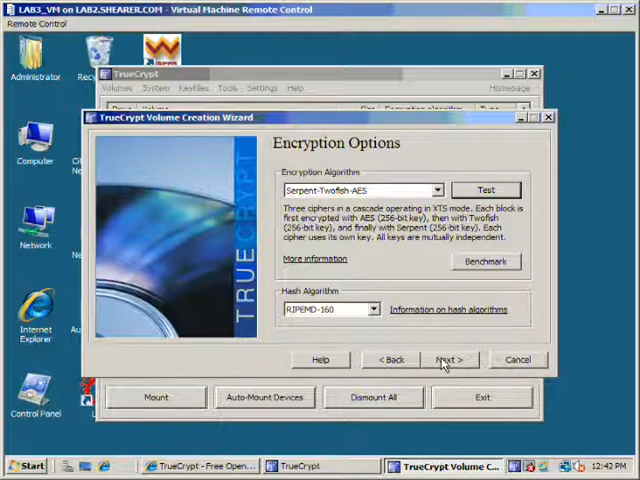 LAB3_VM on LAB2.SHEARER.COM - Virtual Machine Remote Control
Remote Control
Administrator
Computer
Network
Internet
Explorer
Control Panel
TrueCrypt
Volumes System Keyfiles Tools Settings Help Homepage
TrueCrypt Volume Creation Wizard
TRUECRYPT
Encryption Options
Encryption Algorithm
Serpent-Twofish-AES
Test
Three ciphers in a cascade operating in XTS mode. Each block is
first encrypted with AES (256-bit key), then with Twofish
(256-bit key), and finally with Serpent (256-bit key). Each
cipher uses its own key. All keys are mutually independent.
More information
Benchmark
Hash Algorithm
RIPEMD-160
Information on hash algorithms
Help
< Back
Next >
Cancel
Mount
Auto-Mount Devices
Dismount All
Exit
Start
TrueCrypt - Free Open...
TrueCrypt
TrueCrypt Volume C...
12:42 PM